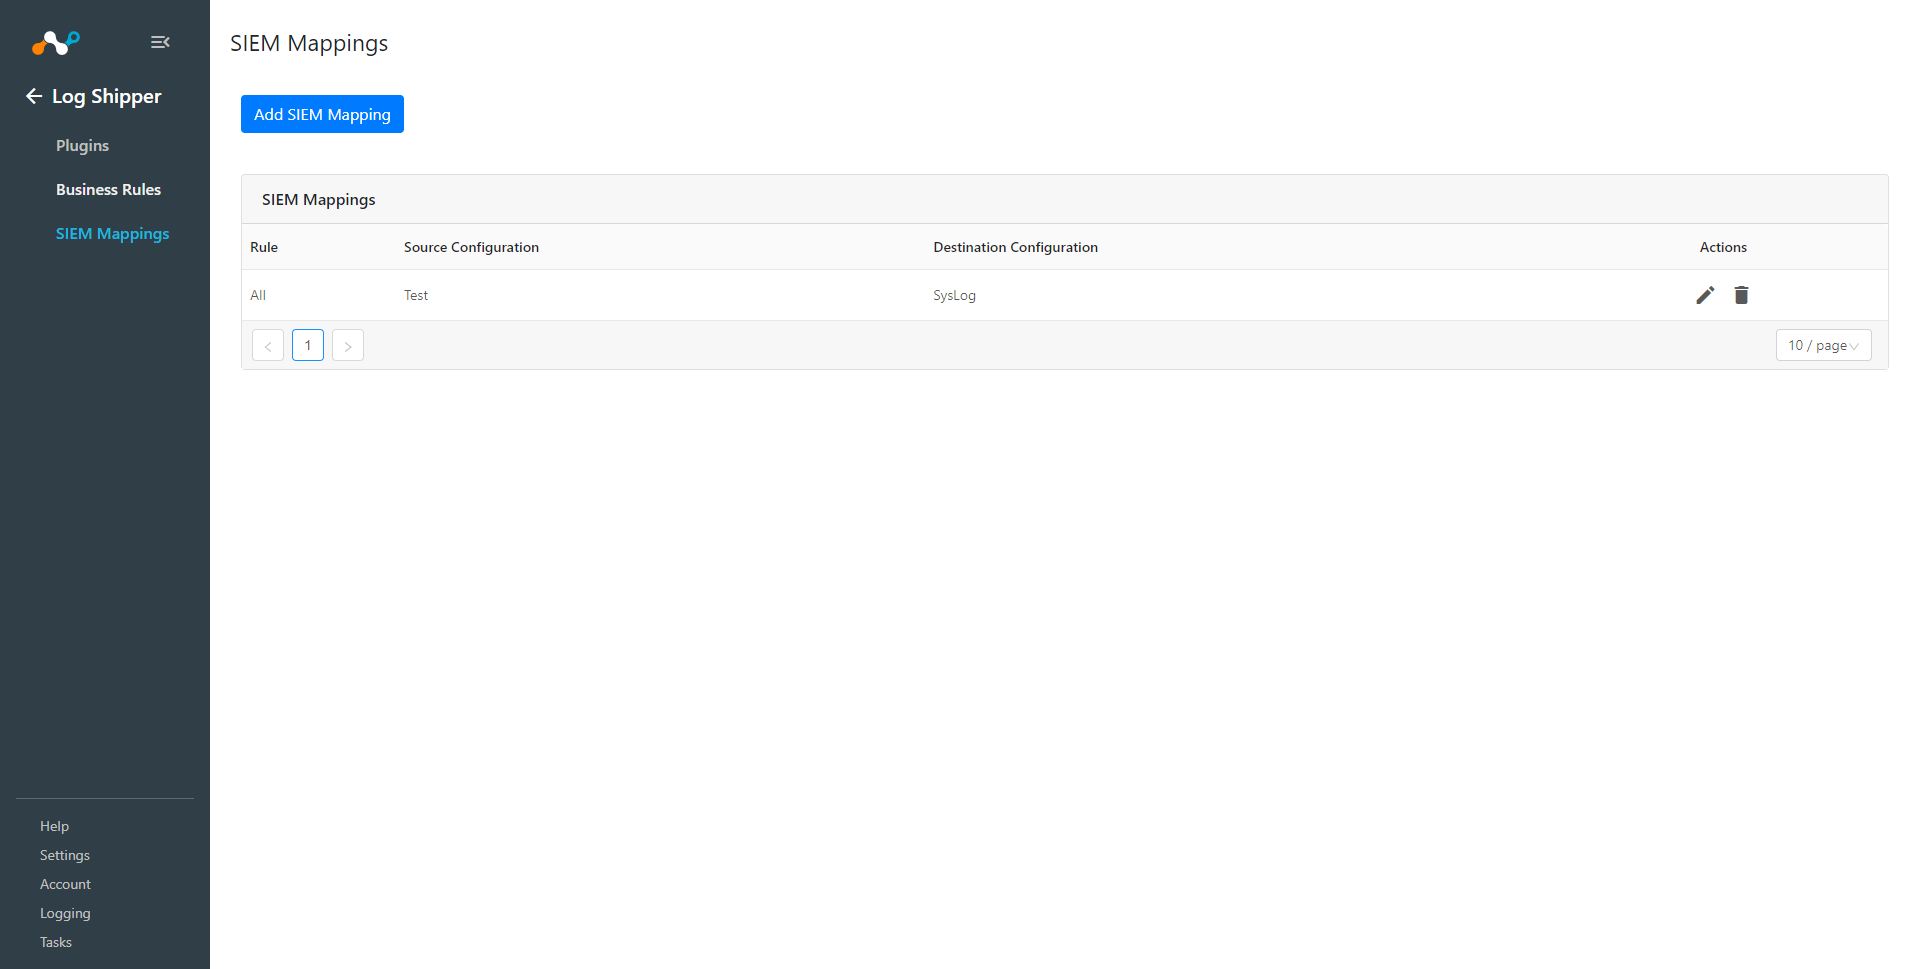 Log Shipper
Plugins
Business Rules
SIEM Mappings
Help
Settings
Account
Logging
Tasks
SIEM Mappings
Add SIEM Mapping
SIEM Mappings
Rule Source Configuration Destination Configuration Actions
All Test SysLog
< 1 > 10 / page